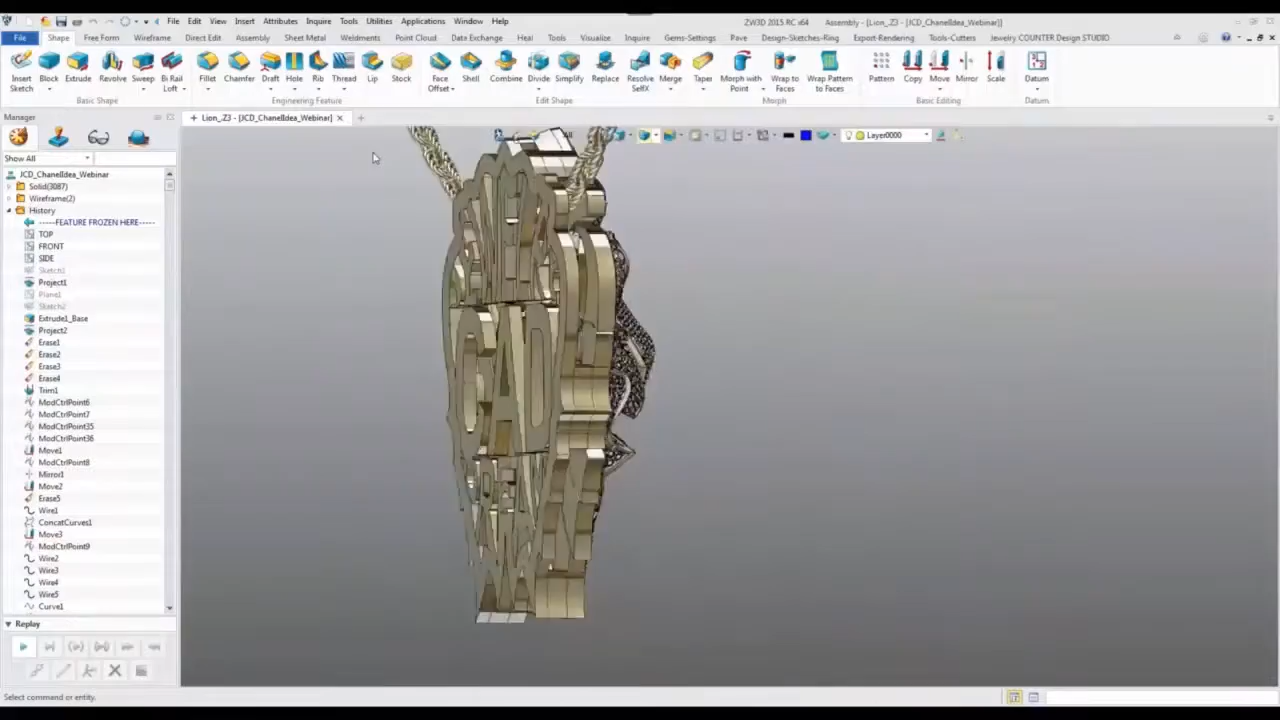 File Edit View Insert Attributes Inquire Tools Utilities Applications Window Help ZW3D 2015 RC x64 Assembly - [Lion_.Z3 - [JCD_ChanelIdea_Webinar]]
File Shape Free Form Wireframe Direct Edit Assembly Sheet Metal Weldments Point Cloud Data Exchange Heal Tools Visualize Inquire Gems-Settings Pave Design-Sketches-Ring Export-Rendering Tools-Cutters Jewelry COUNTER Design STUDIO
Insert Sketch Block Extrude Revolve Sweep Bi Rail Loft Fillet Chamfer Draft Hole Rib Thread Lip Stock Face Offset Shell Combine Divide Simplify Replace Resolve SelfX Merge Taper Morph with Point Wrap to Faces Wrap Pattern to Faces Pattern Copy Move Mirror Scale Datum
Basic Shape Engineering Feature Edit Shape Morph Basic Editing Datum
Manager
+ Lion_.Z3 - [JCD_ChanelIdea_Webinar]
All
Layer0000
Show All
JCD_ChanelIdea_Webinar
Solid(3087)
Wireframe(2)
History
-----FEATURE FROZEN HERE-----
TOP
FRONT
SIDE
Sketch1
Project1
Plane1
Sketch2
Extrude1_Base
Project2
Erase1
Erase2
Erase3
Erase4
Trim1
ModCtrlPoint6
ModCtrlPoint7
ModCtrlPoint35
ModCtrlPoint36
Move1
ModCtrlPoint8
Mirror1
Move2
Erase5
Wire1
ConcatCurves1
Move3
ModCtrlPoint9
Wire2
Wire3
Wire4
Wire5
Curve1
Replay
Select command or entity.